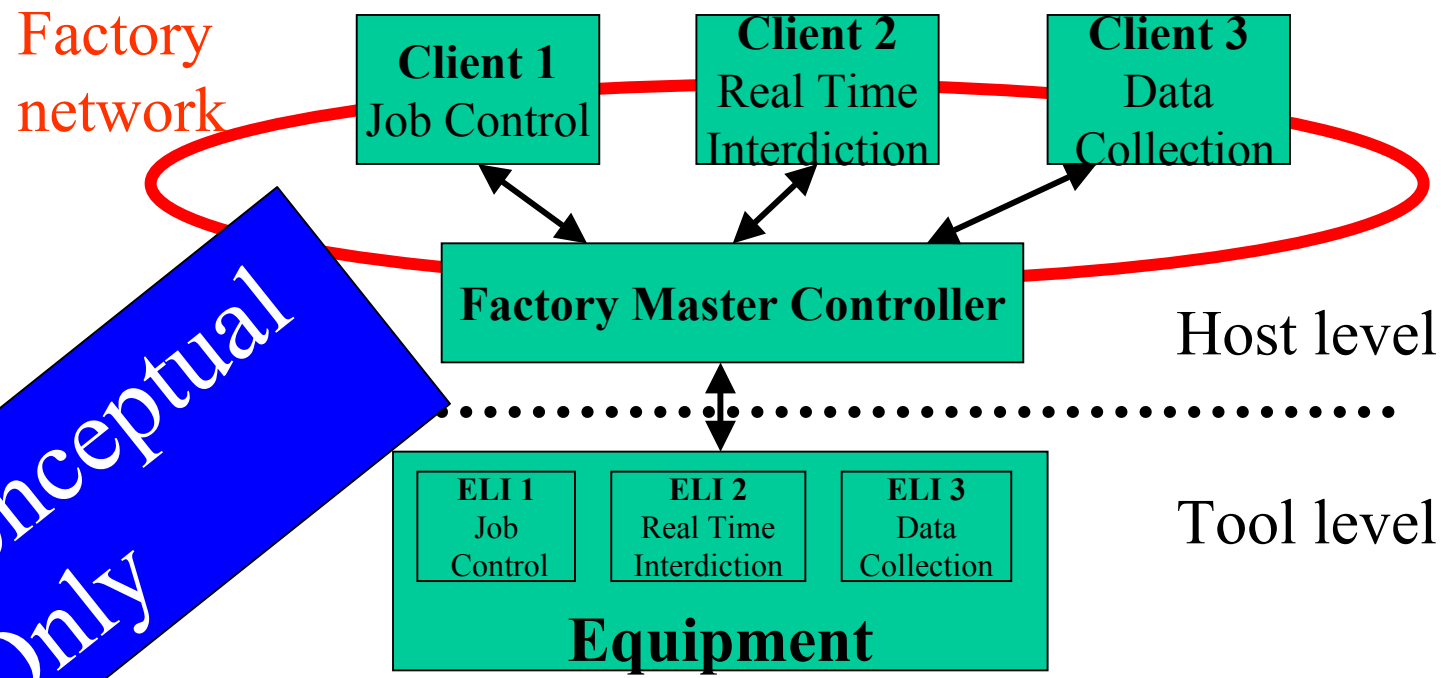 Factory
network
Client 1
Job Control
Client 2
Real Time
Interdiction
Client 3
Data
Collection
Factory Master Controller
Host level
Only
ELI 1
Job
Control
ELI 2
Real Time
Interdiction
ELI 3
Data
Collection
Tool level
Equipment